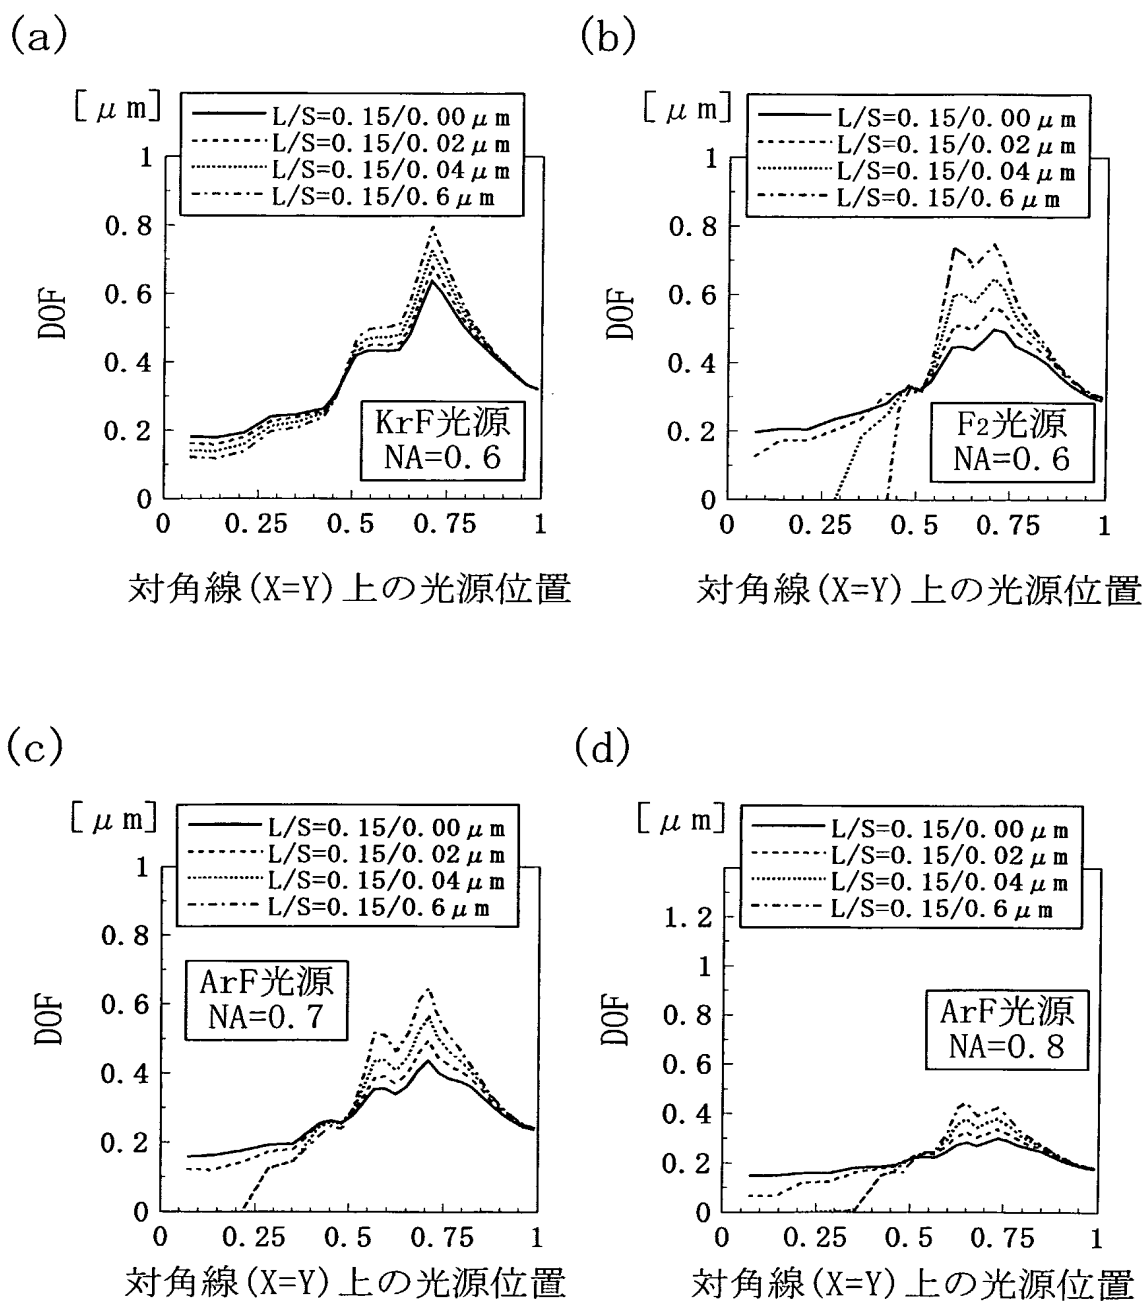 (a)
[μm]
L/S=0.15/0.00μm
L/S=0.15/0.02μm
L/S=0.15/0.04μm
L/S=0.15/0.6μm
1
0.8
0.6
0.4
0.2
0
DOF
KrF光源
NA=0.6
0 0.25 0.5 0.75 1
対角線(X=Y)上の光源位置
(b)
[μm]
L/S=0.15/0.00μm
L/S=0.15/0.02μm
L/S=0.15/0.04μm
L/S=0.15/0.6μm
1
0.8
0.6
0.4
0.2
0
DOF
F2光源
NA=0.6
0 0.25 0.5 0.75 1
対角線(X=Y)上の光源位置
(c)
[μm]
L/S=0.15/0.00μm
L/S=0.15/0.02μm
L/S=0.15/0.04μm
L/S=0.15/0.6μm
1
0.8
0.6
0.4
0.2
0
DOF
ArF光源
NA=0.7
0 0.25 0.5 0.75 1
対角線(X=Y)上の光源位置
(d)
[μm]
L/S=0.15/0.00μm
L/S=0.15/0.02μm
L/S=0.15/0.04μm
L/S=0.15/0.6μm
1.2
1
0.8
0.6
0.4
0.2
0
DOF
ArF光源
NA=0.8
0 0.25 0.5 0.75 1
対角線(X=Y)上の光源位置